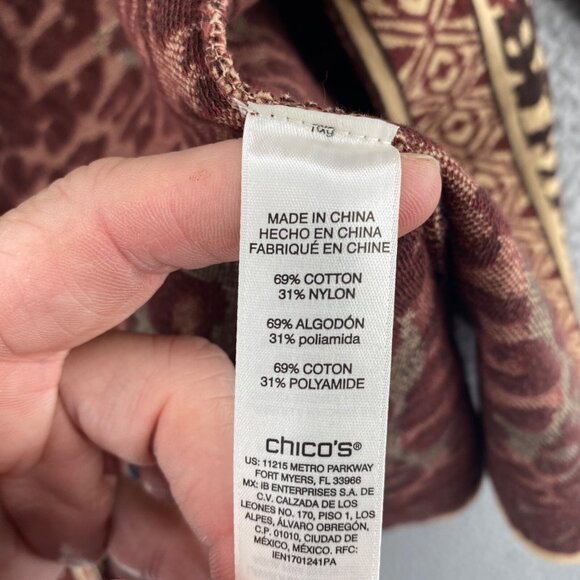 MADE IN CHINA
HECHO EN CHINA
FABRIQUÉ EN CHINE
69% COTTON
31% NYLON
69% ALGODÓN
31% poliamida
69% COTON
31% POLYAMIDE
chico's®
US: 11215 METRO PARKWAY
FORT MYERS, FL 33966
MX: IB ENTERPRISES S.A. DE
C.V. CALZADA DE LOS
LEONES NO. 170, PISO 1, LOS
ALPES, ÁLVARO OBREGÓN,
C.P. 01010, CIUDAD DE
MÉXICO, MÉXICO. RFC:
IEN1701241PA